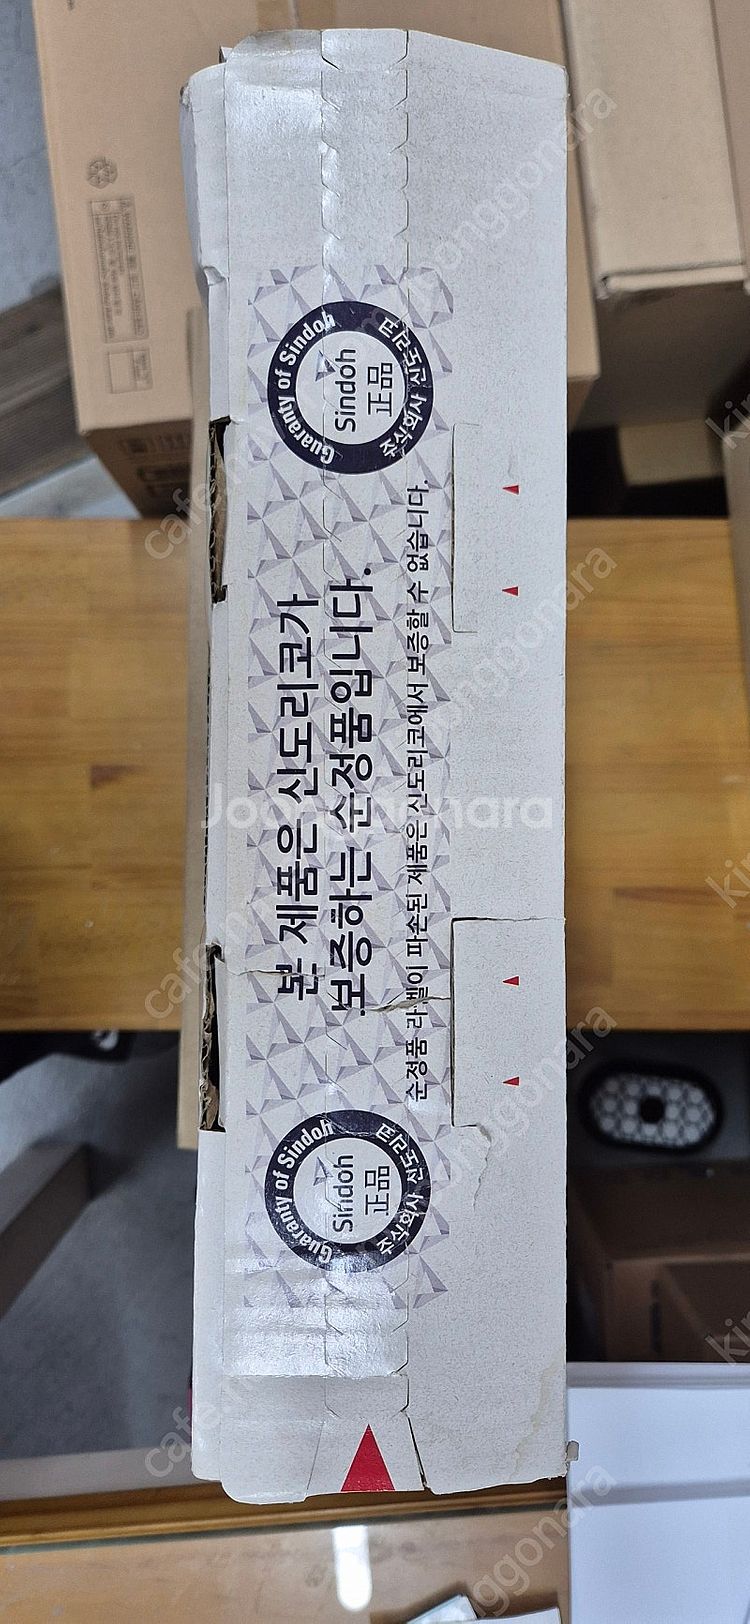 본 제품은 신도리코가
보증하는 순정품입니다.
순정품 라벨이 파손된 제품은 신도리코에서 보증할 수 없습니다.
Guaranty of Sindoh
Sindoh
正品
주식회사 신도리코
Guaranty of Sindoh
Sindoh
正品
주식회사 신도리코
Joonggonara